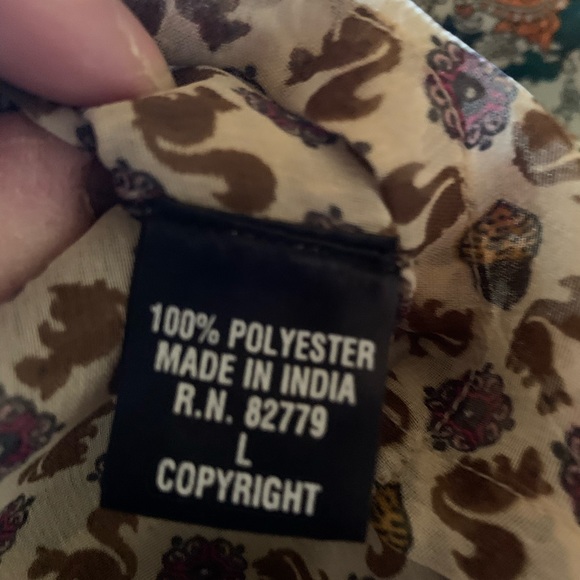 100% POLYESTER
MADE IN INDIA
R.N. 82779
L
COPYRIGHT